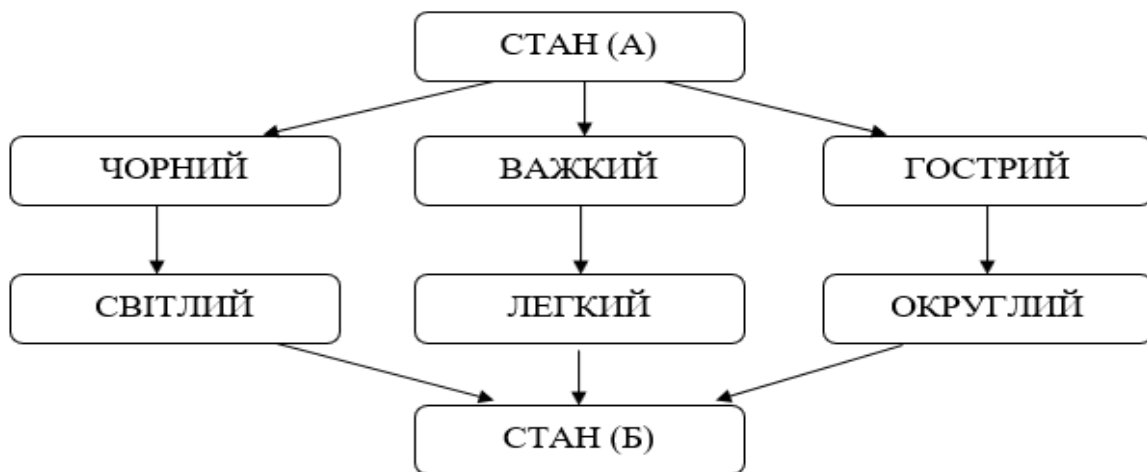 СТАН (А)
ЧОРНИЙ
ВАЖКИЙ
ГОСТРИЙ
СВІТЛИЙ
ЛЕГКИЙ
ОКРУГЛИЙ
СТАН (Б)